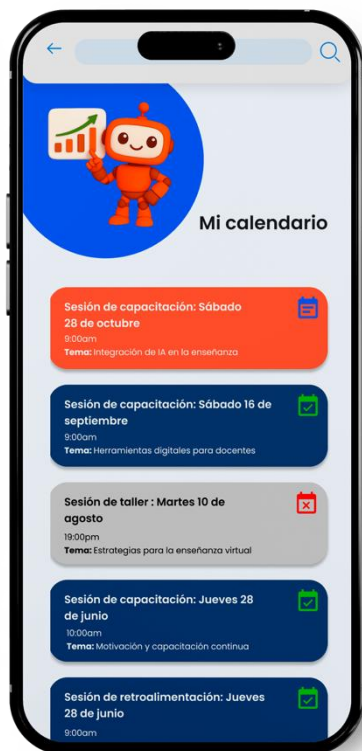 Mi calendario
Sesión de capacitación: Sábado
28 de octubre
9:00am
Tema: Integración de IA en la enseñanza
Sesión de capacitación: Sábado 16 de
septiembre
9:00am
Tema: Herramientas digitales para docentes
Sesión de taller : Martes 10 de
agosto
19:00pm
Tema: Estrategias para la enseñanza virtual
Sesión de capacitación: Jueves 28
de junio
10:00am
Tema: Motivación y capacitación continua
Sesión de retroalimentación: Jueves
28 de junio
9:00am